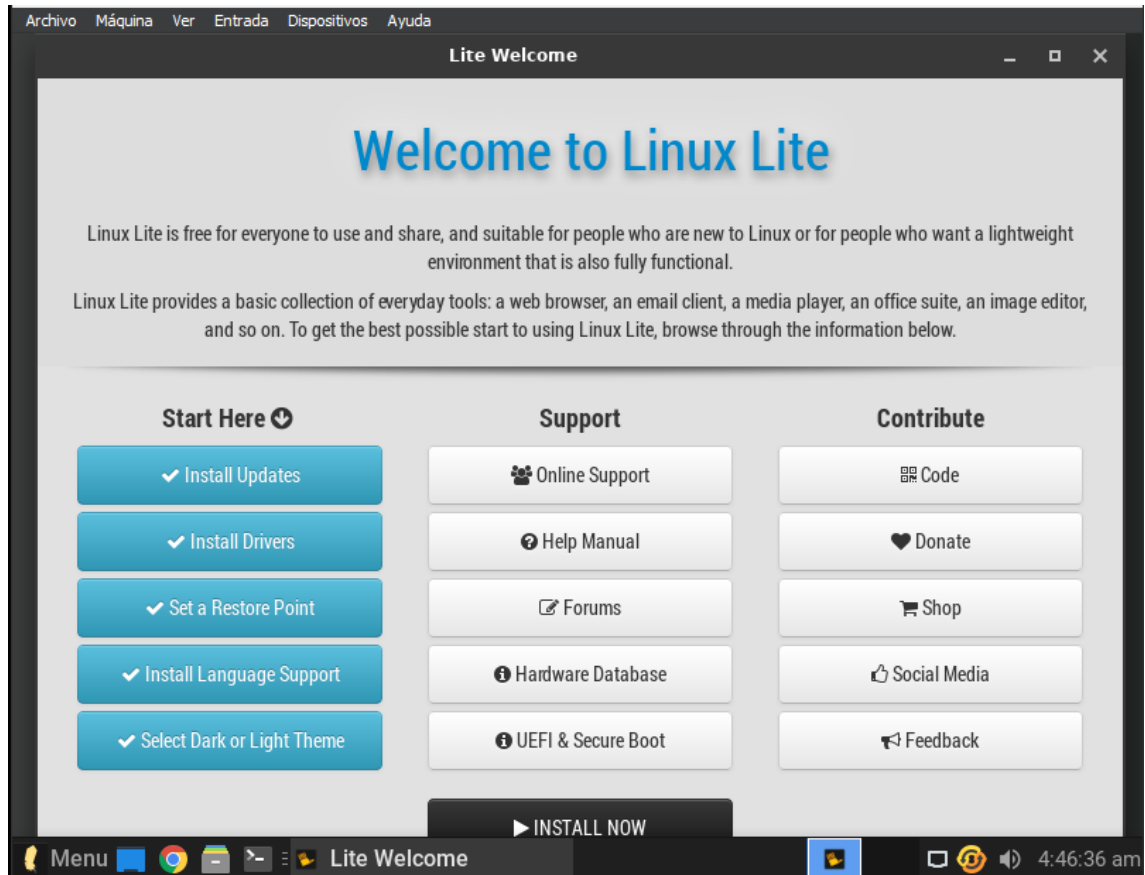 Archivo Máquina Ver Entrada Dispositivos Ayuda
Lite Welcome
Welcome to Linux Lite
Linux Lite is free for everyone to use and share, and suitable for people who are new to Linux or for people who want a lightweight
environment that is also fully functional.
Linux Lite provides a basic collection of everyday tools: a web browser, an email client, a media player, an office suite, an image editor,
and so on. To get the best possible start to using Linux Lite, browse through the information below.
Start Here
Install Updates
Install Drivers
Set a Restore Point
Install Language Support
Select Dark or Light Theme
Support
Online Support
Help Manual
Forums
Hardware Database
UEFI & Secure Boot
INSTALL NOW
Contribute
Code
Donate
Shop
Social Media
Feedback
Menu Lite Welcome 4:46:36 am